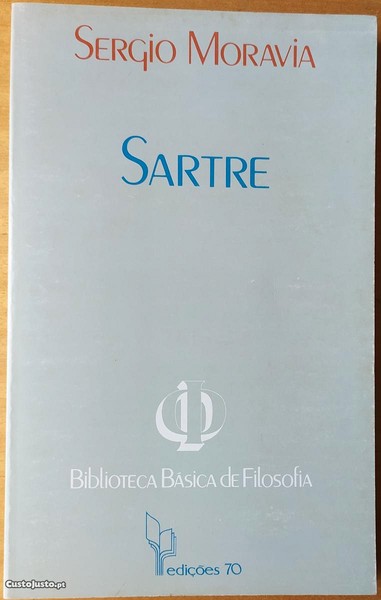 Sergio Moravia
Sartre
Biblioteca Básica de Filosofia
edições 70
CustoJusto.pt